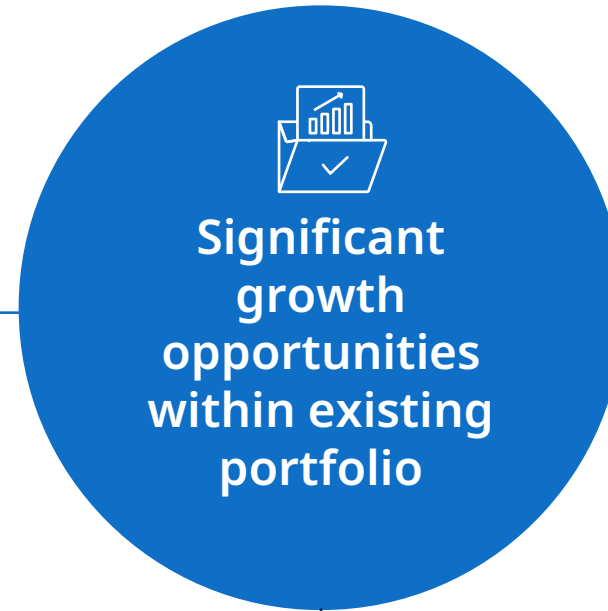 Significant
growth
opportunities
within existing
portfolio